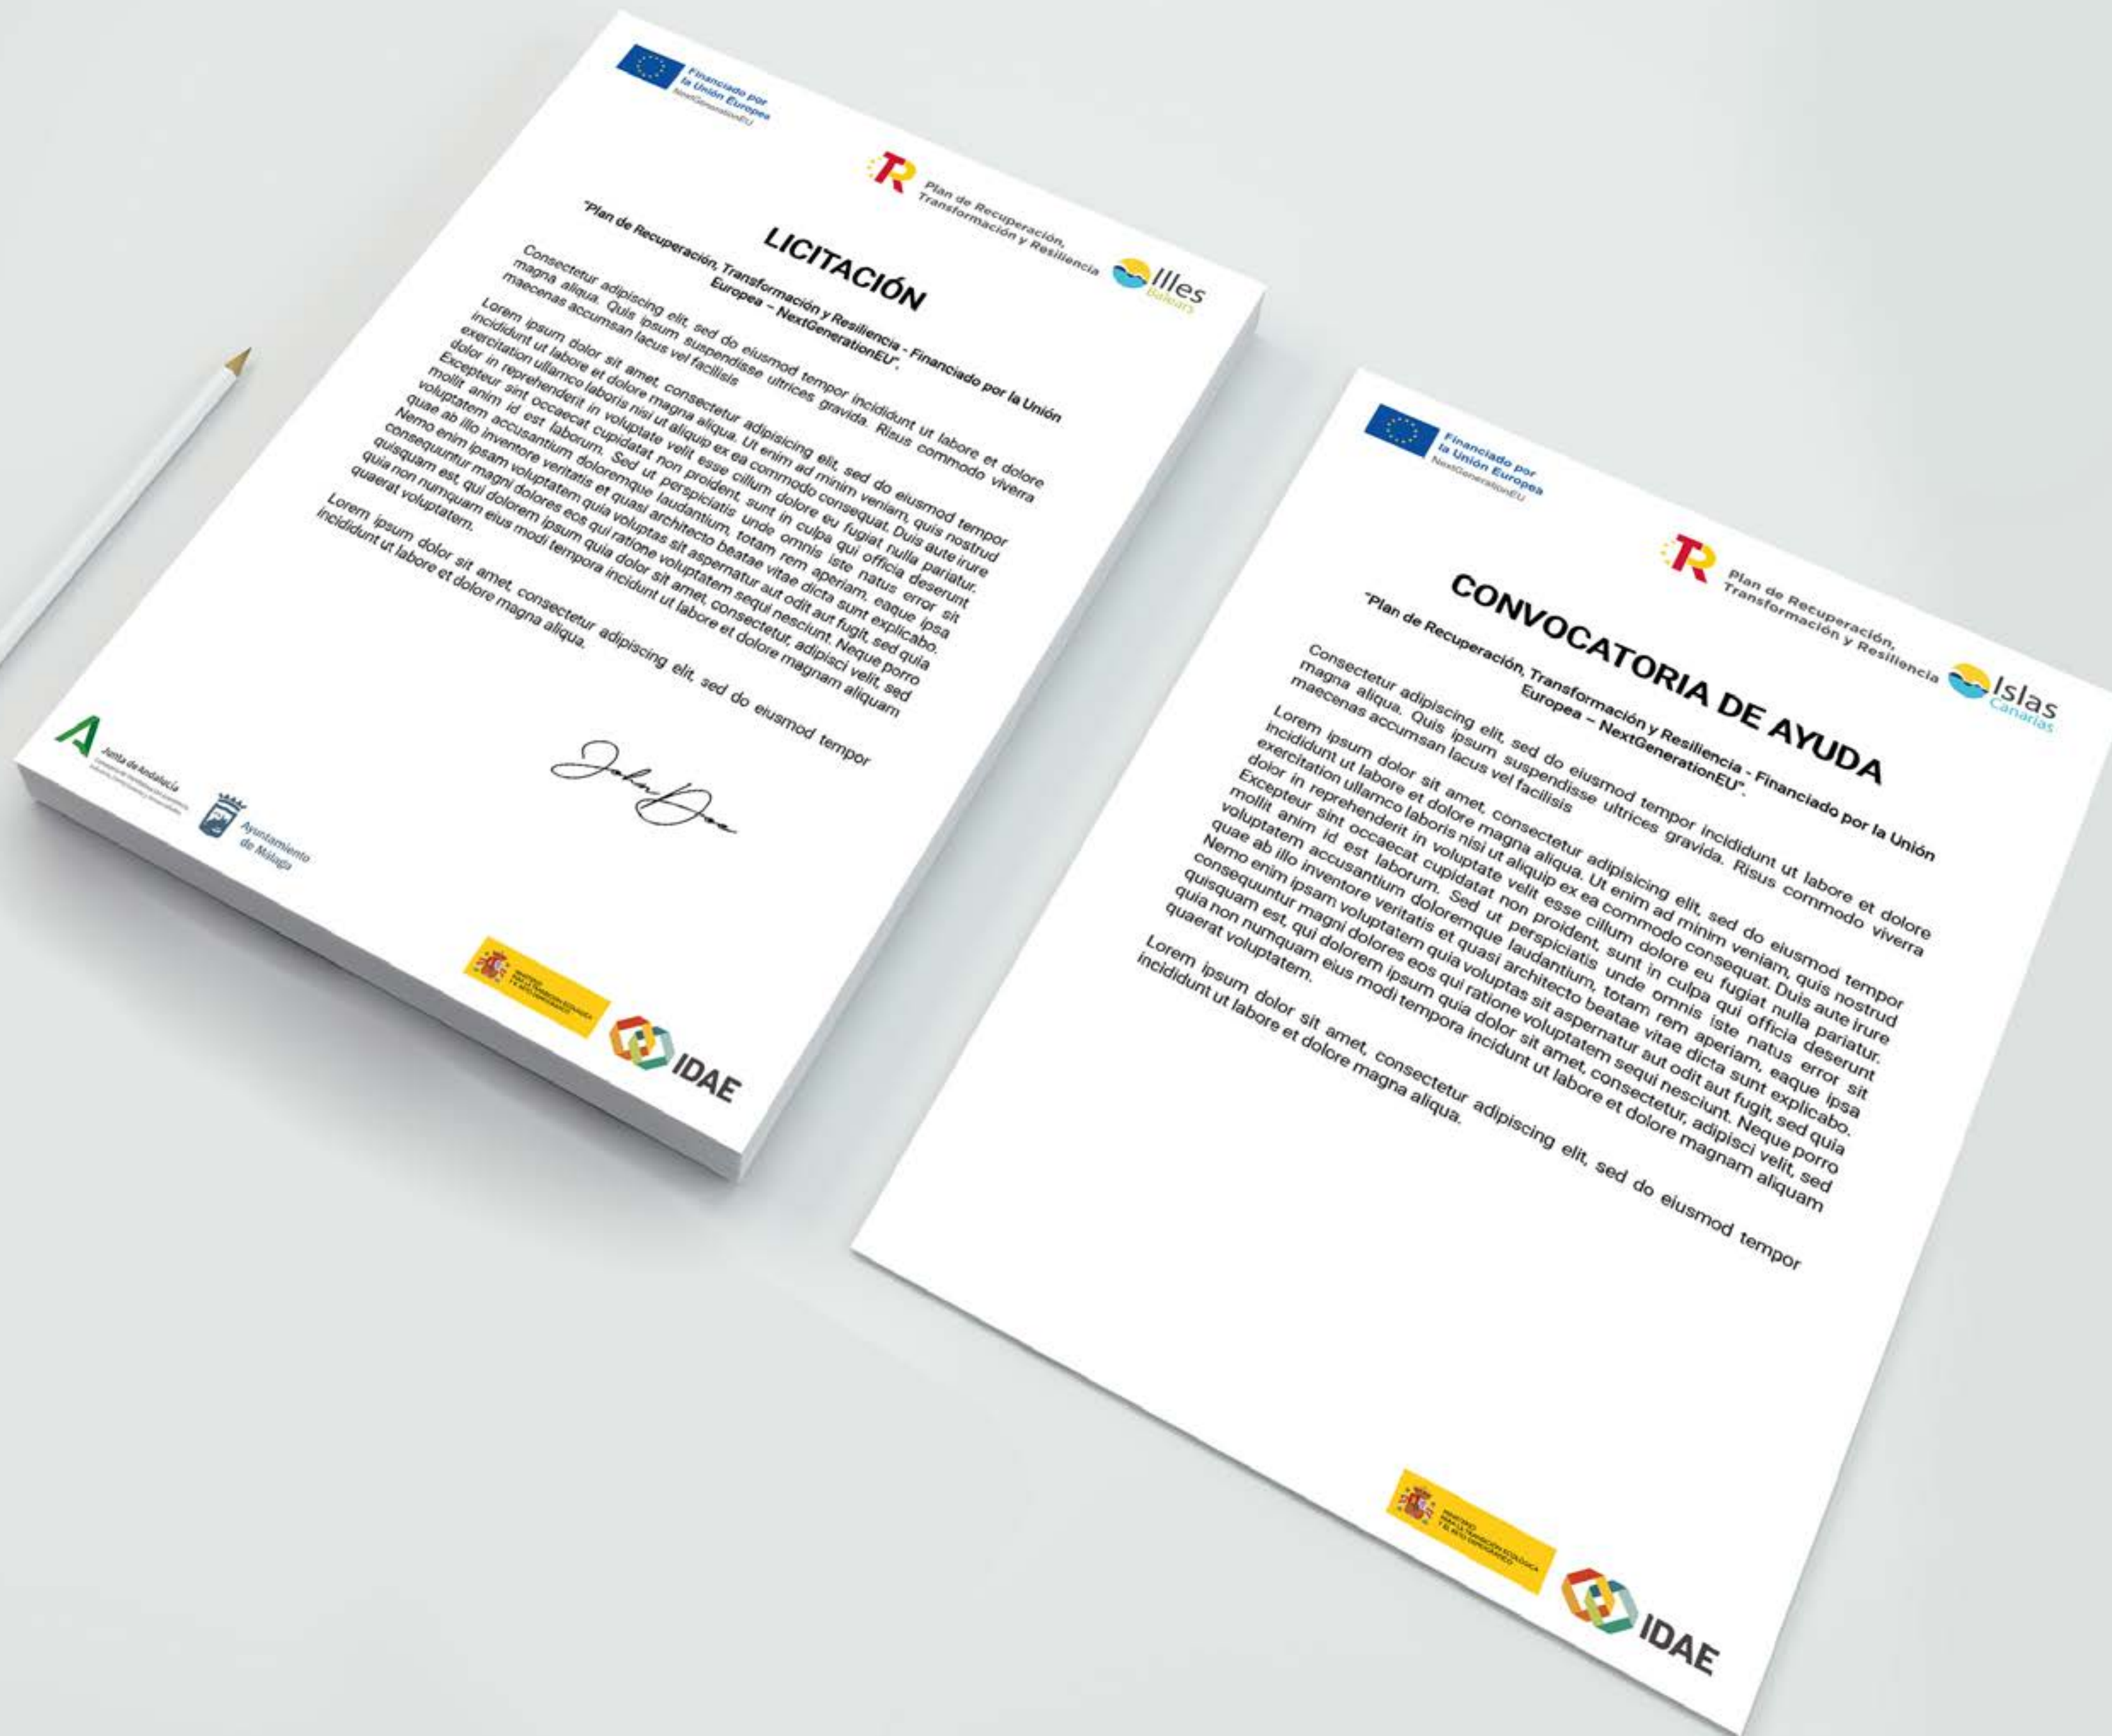 Financiado por
la Unión Europea
NextGenerationEU
Plan de Recuperación,
Transformación y Resiliencia
Illes
Balears
LICITACIÓN
"Plan de Recuperación, Transformación y Resiliencia - Financiado por la Unión
Europea – NextGenerationEU".
Consectetur adipiscing elit, sed do eiusmod tempor incididunt ut labore et dolore
magna aliqua. Quis ipsum suspendisse ultrices gravida. Risus commodo viverra
maecenas accumsan lacus vel facilisis
Lorem ipsum dolor sit amet, consectetur adipisicing elit, sed do eiusmod tempor
incididunt ut labore et dolore magna aliqua. Ut enim ad minim veniam, quis nostrud
exercitation ullamco laboris nisi ut aliquip ex ea commodo consequat. Duis aute irure
dolor in reprehenderit in voluptate velit esse cillum dolore eu fugiat nulla pariatur.
Excepteur sint occaecat cupidatat non proident, sunt in culpa qui officia deserunt
mollit anim id est laborum. Sed ut perspiciatis unde omnis iste natus error sit
voluptatem accusantium doloremque laudantium, totam rem aperiam, eaque ipsa
quae ab illo inventore veritatis et quasi architecto beatae vitae dicta sunt explicabo.
Nemo enim ipsam voluptatem quia voluptas sit aspernatur aut odit aut fugit, sed quia
consequuntur magni dolores eos qui ratione voluptatem sequi nesciunt. Neque porro
quisquam est, qui dolorem ipsum quia dolor sit amet, consectetur, adipisci velit, sed
quia non numquam eius modi tempora incidunt ut labore et dolore magnam aliquam
quaerat voluptatem.
Lorem ipsum dolor sit amet, consectetur adipiscing elit, sed do eiusmod tempor
incididunt ut labore et dolore magna aliqua.
John Doe
Junta de Andalucía
Ayuntamiento
de Málaga
MINISTERIO
PARA LA TRANSICIÓN ECOLÓGICA
Y EL RETO DEMOGRÁFICO
IDAE
Financiado por
la Unión Europea
NextGenerationEU
Plan de Recuperación,
Transformación y Resiliencia
Islas
Canarias
CONVOCATORIA DE AYUDA
"Plan de Recuperación, Transformación y Resiliencia - Financiado por la Unión
Europea – NextGenerationEU".
Consectetur adipiscing elit, sed do eiusmod tempor incididunt ut labore et dolore
magna aliqua. Quis ipsum suspendisse ultrices gravida. Risus commodo viverra
maecenas accumsan lacus vel facilisis
Lorem ipsum dolor sit amet, consectetur adipisicing elit, sed do eiusmod tempor
incididunt ut labore et dolore magna aliqua. Ut enim ad minim veniam, quis nostrud
exercitation ullamco laboris nisi ut aliquip ex ea commodo consequat. Duis aute irure
dolor in reprehenderit in voluptate velit esse cillum dolore eu fugiat nulla pariatur.
Excepteur sint occaecat cupidatat non proident, sunt in culpa qui officia deserunt
mollit anim id est laborum. Sed ut perspiciatis unde omnis iste natus error sit
voluptatem accusantium doloremque laudantium, totam rem aperiam, eaque ipsa
quae ab illo inventore veritatis et quasi architecto beatae vitae dicta sunt explicabo.
Nemo enim ipsam voluptatem quia voluptas sit aspernatur aut odit aut fugit, sed quia
consequuntur magni dolores eos qui ratione voluptatem sequi nesciunt. Neque porro
quisquam est, qui dolorem ipsum quia dolor sit amet, consectetur, adipisci velit, sed
quia non numquam eius modi tempora incidunt ut labore et dolore magnam aliquam
quaerat voluptatem.
Lorem ipsum dolor sit amet, consectetur adipiscing elit, sed do eiusmod tempor
incididunt ut labore et dolore magna aliqua.
MINISTERIO
PARA LA TRANSICIÓN ECOLÓGICA
Y EL RETO DEMOGRÁFICO
IDAE